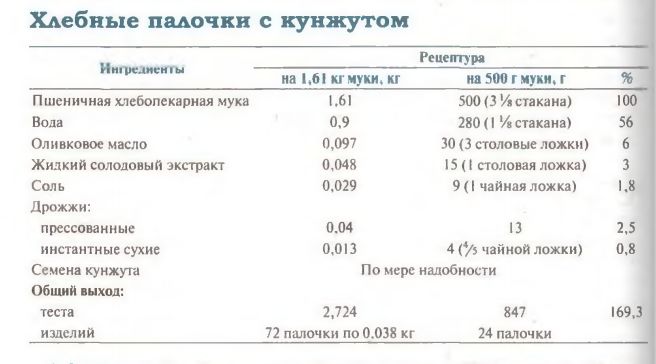 Хлебные палочки с кунжутом
Ингредиенты Рецептура
на 1,61 кг муки, кг на 500 г муки, г %
Пшеничная хлебопекарная мука 1,61 500 (3 1/8 стакана) 100
Вода 0,9 280 (1 1/8 стакана) 56
Оливковое масло 0,097 30 (3 столовые ложки) 6
Жидкий солодовый экстракт 0,048 15 (1 столовая ложка) 3
Соль 0,029 9 (1 чайная ложка) 1,8
Дрожжи:
прессованные 0,04 13 2,5
инстантные сухие 0,013 4 (4/5 чайной ложки) 0,8
Семена кунжута По мере надобности
Общий выход:
теста 2,724 847 169,3
изделий 72 палочки по 0,038 кг 24 палочки